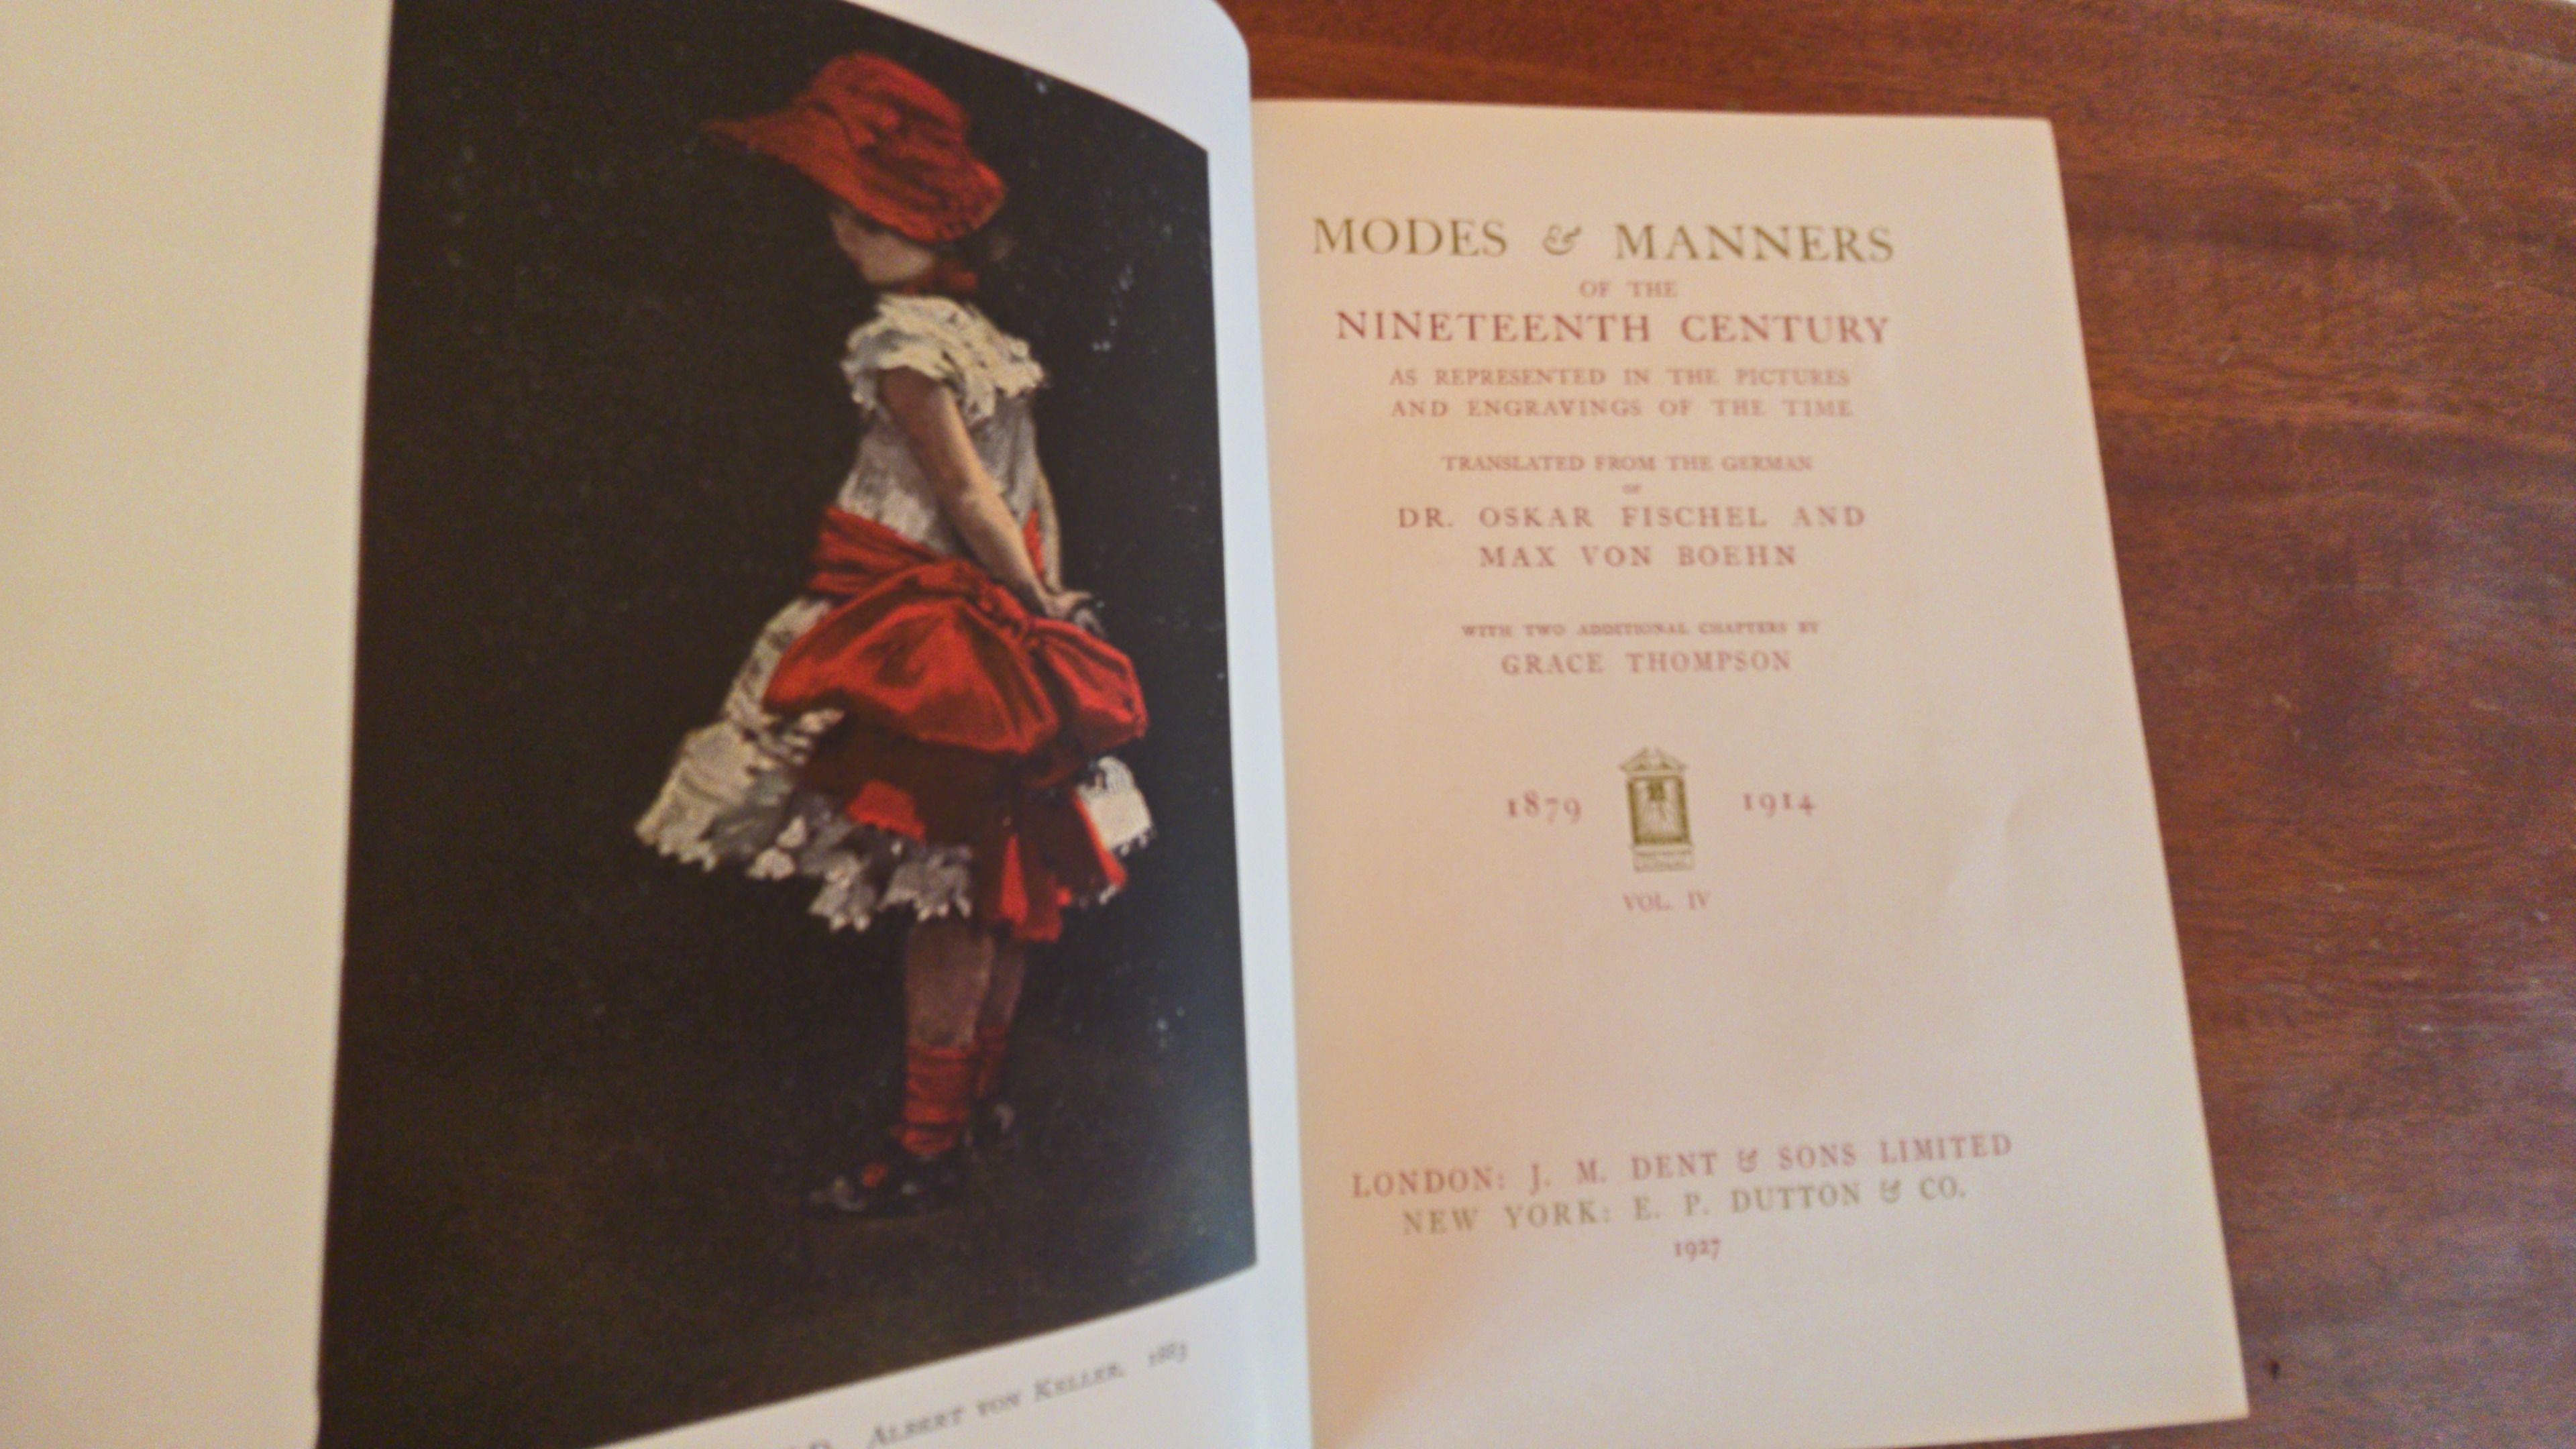 ALBERT VON KELLER. 1883
MODES & MANNERS
OF THE
NINETEENTH CENTURY
AS REPRESENTED IN THE PICTURES
AND ENGRAVINGS OF THE TIME
TRANSLATED FROM THE GERMAN
OF
DR. OSKAR FISCHEL AND
MAX VON BOEHN
WITH TWO ADDITIONAL CHAPTERS BY
GRACE THOMPSON
1879 1914
VOL. IV
LONDON: J. M. DENT & SONS LIMITED
NEW YORK: E. P. DUTTON & CO.
1927